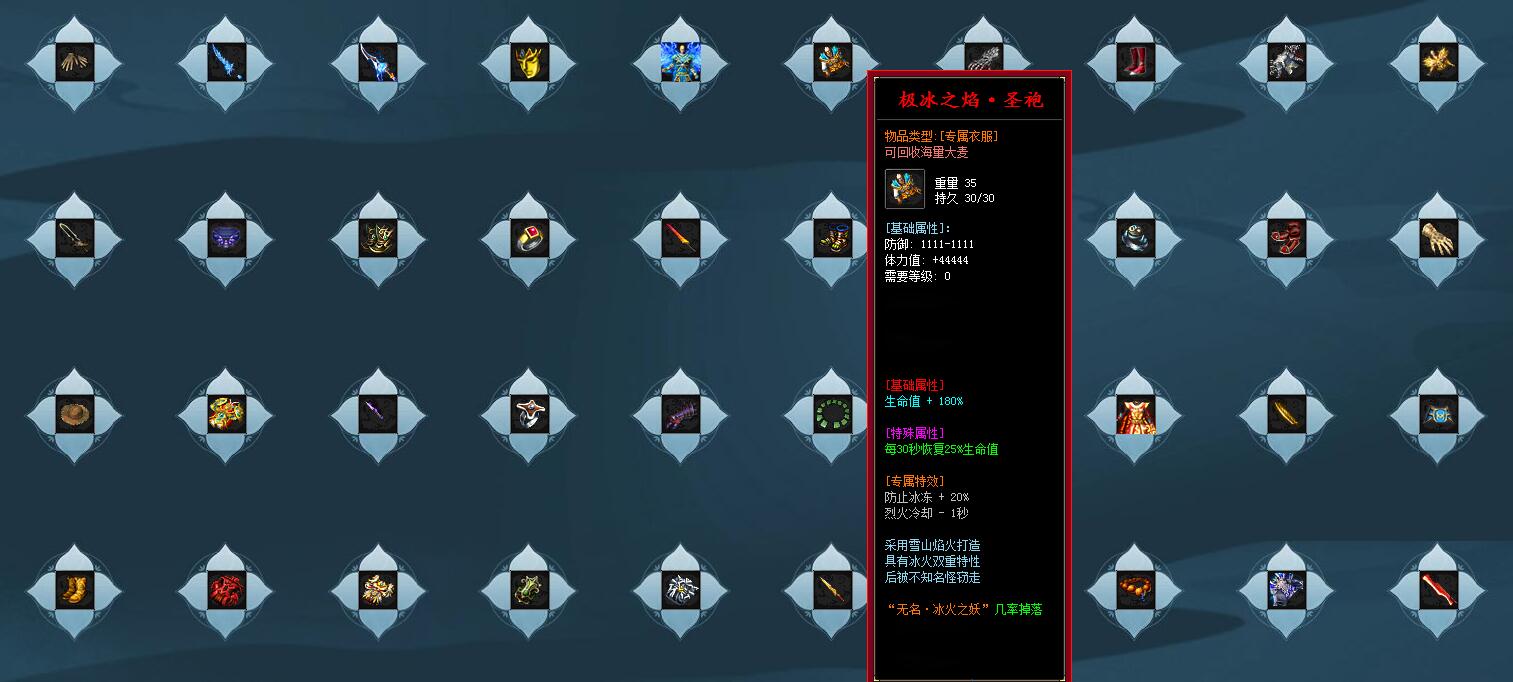 极冰之焰·圣袍
物品类型:[专属衣服]
可回收海量大麦
重量 35
持久 30/30
[基础属性]:
防御: 1111-1111
体力值: +44444
需要等级: 0
[基础属性]
生命值 + 180%
[特殊属性]
每30秒恢复25%生命值
[专属特效]
防止冰冻 + 20%
烈火冷却 - 1秒
采用雪山焰火打造
具有冰火双重特性
后被不知名怪窃走
“无名·冰火之妖”几率掉落